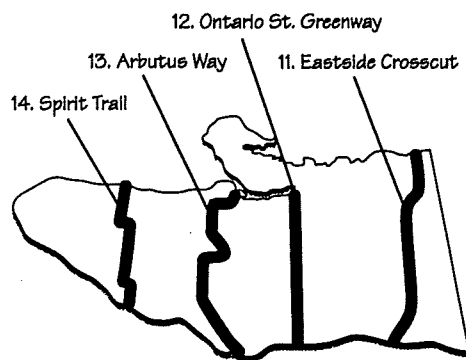 12. Ontario St. Greenway
13. Arbutus Way
11. Eastside Crosscut
14. Spirit Trail